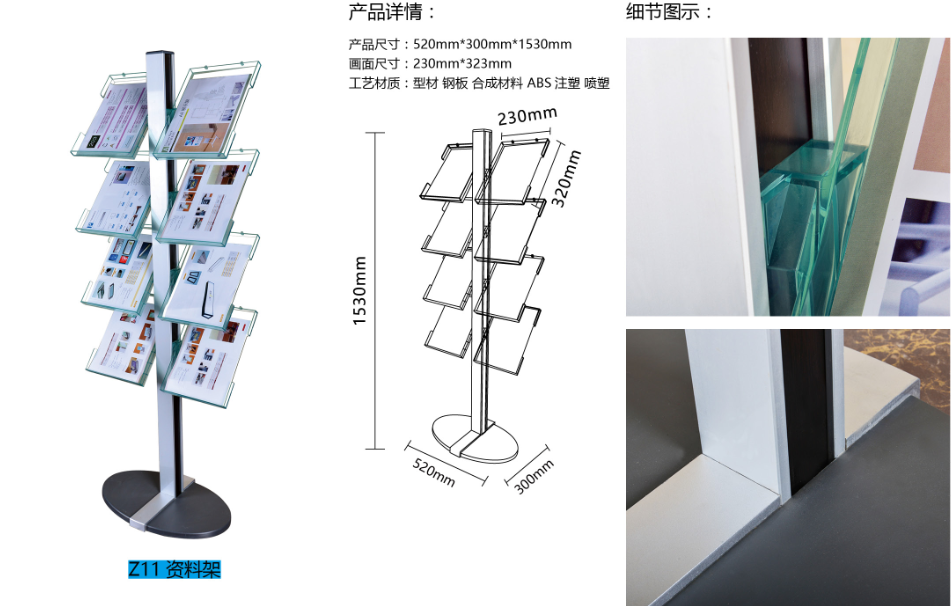 产品详情：
产品尺寸：520mm*300mm*1530mm
画面尺寸：230mm*323mm
工艺材质：型材 钢板 合成材料 ABS 注塑 喷塑
230mm
320mm
1530mm
520mm
300mm
Z11 资料架
细节图示：